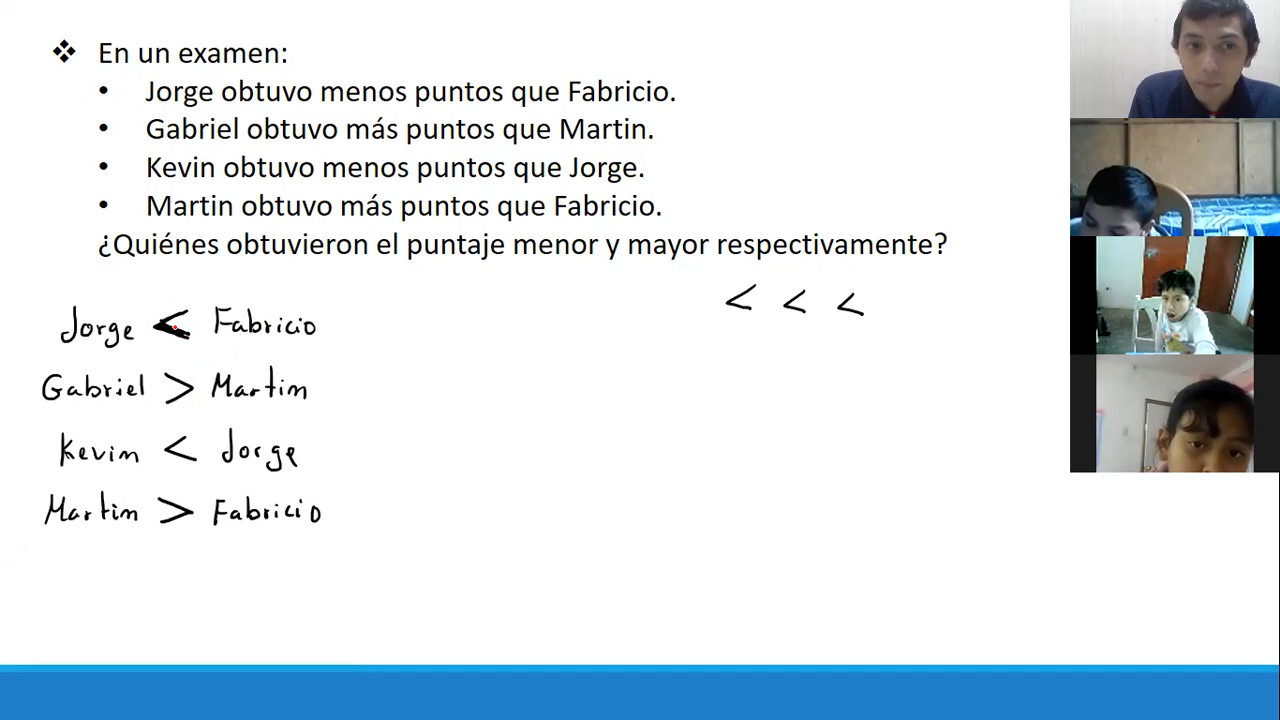 ❖ En un examen:
• Jorge obtuvo menos puntos que Fabricio.
• Gabriel obtuvo más puntos que Martin.
• Kevin obtuvo menos puntos que Jorge.
• Martin obtuvo más puntos que Fabricio.
¿Quiénes obtuvieron el puntaje menor y mayor respectivamente?
< < <
Jorge < Fabricio
Gabriel > Martin
Kevin < Jorge
Martin > Fabricio